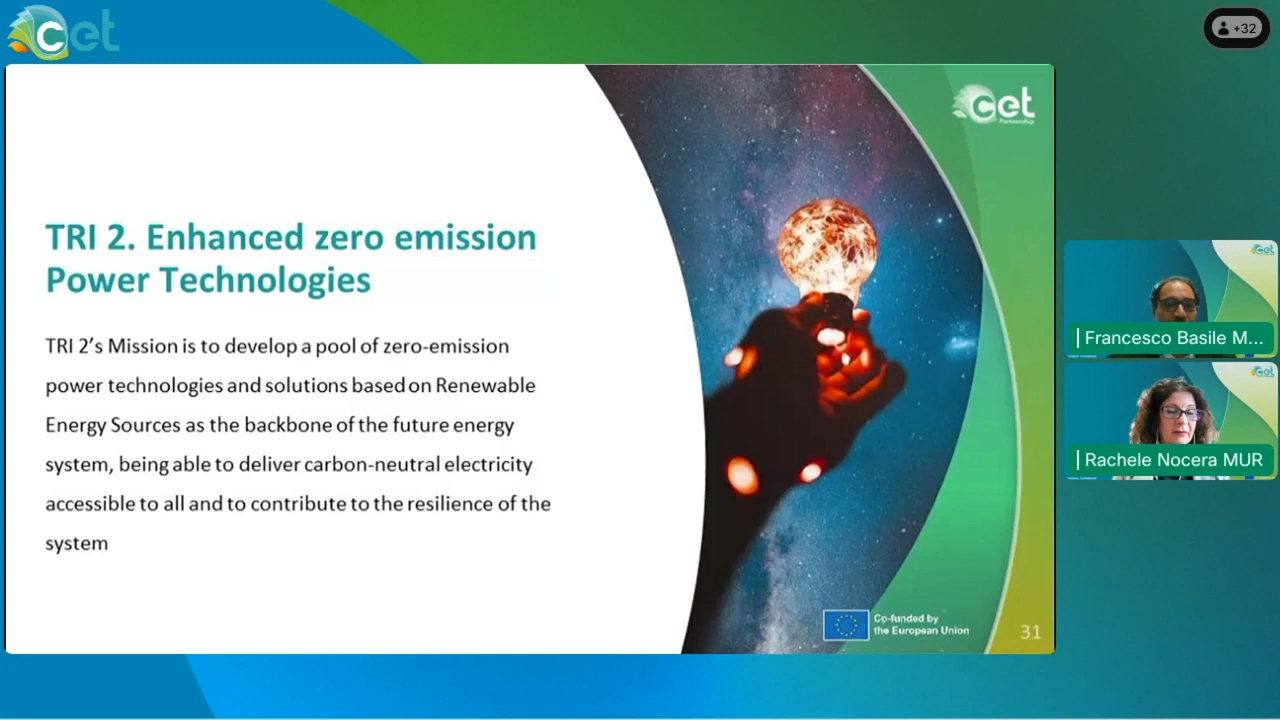 cet
+32
cet
Partnership
TRI 2. Enhanced zero emission
Power Technologies
TRI 2’s Mission is to develop a pool of zero-emission
power technologies and solutions based on Renewable
Energy Sources as the backbone of the future energy
system, being able to deliver carbon-neutral electricity
accessible to all and to contribute to the resilience of the
system
Co-funded by
the European Union
31
cet
Francesco Basile M...
cet
Rachele Nocera MUR